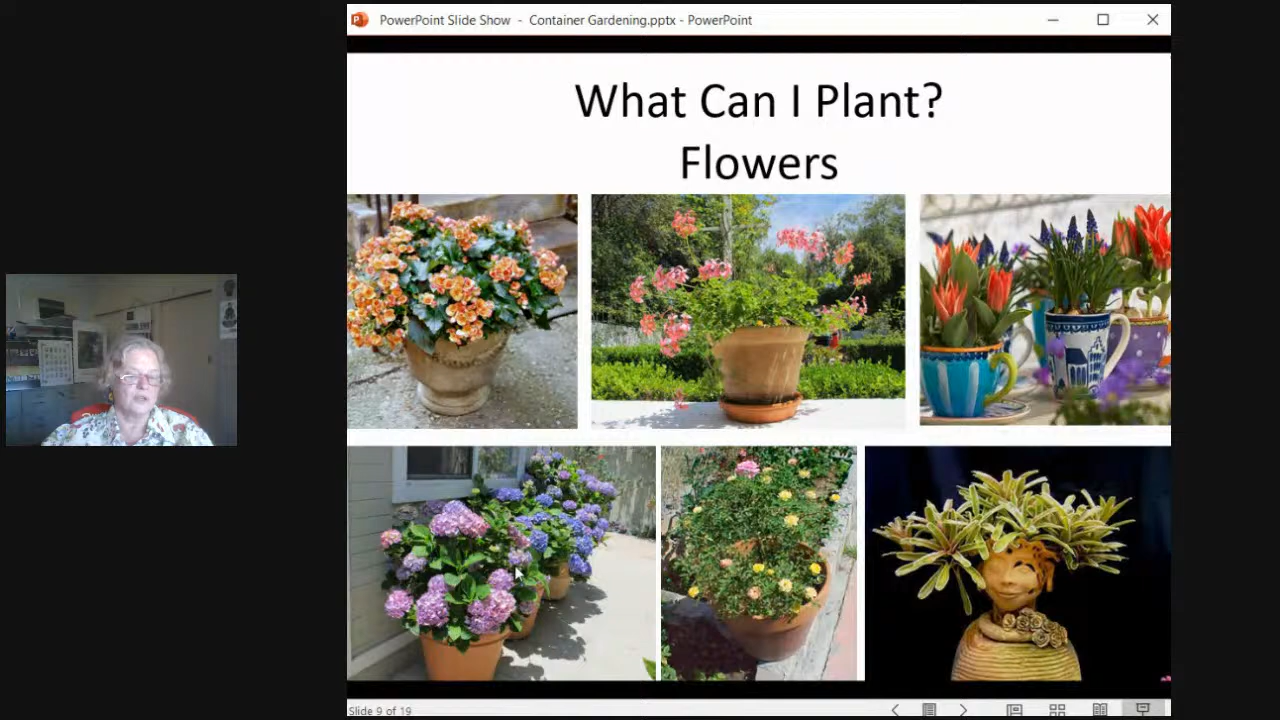 PowerPoint Slide Show - Container Gardening.pptx - PowerPoint
What Can I Plant?
Flowers
Slide 9 of 19